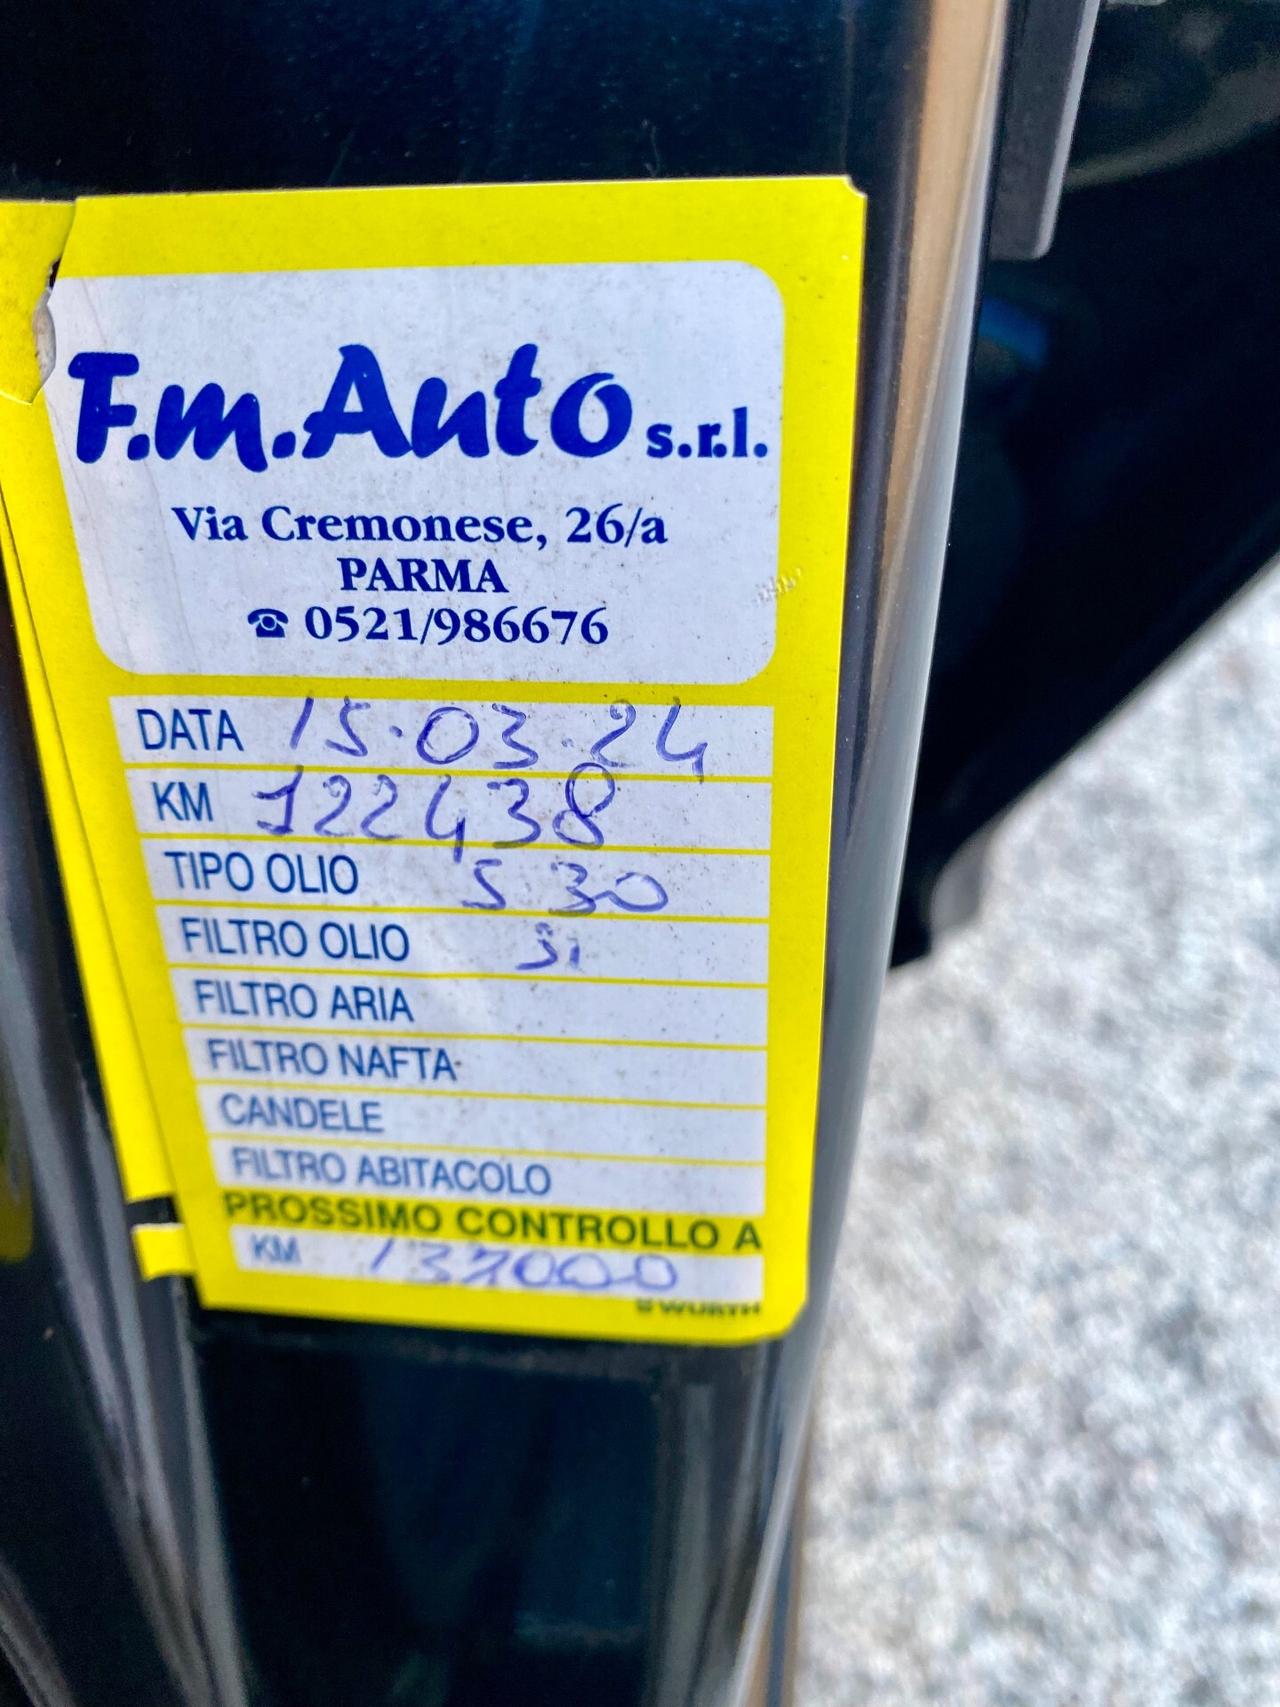 F.m.Auto s.r.l.
Via Cremonese, 26/a
PARMA
☎ 0521/986676
DATA 15.03.24
KM 122438
TIPO OLIO 5 30
FILTRO OLIO si
FILTRO ARIA
FILTRO NAFTA
CANDELE
FILTRO ABITACOLO
PROSSIMO CONTROLLO A
KM 137000
WÜRTH